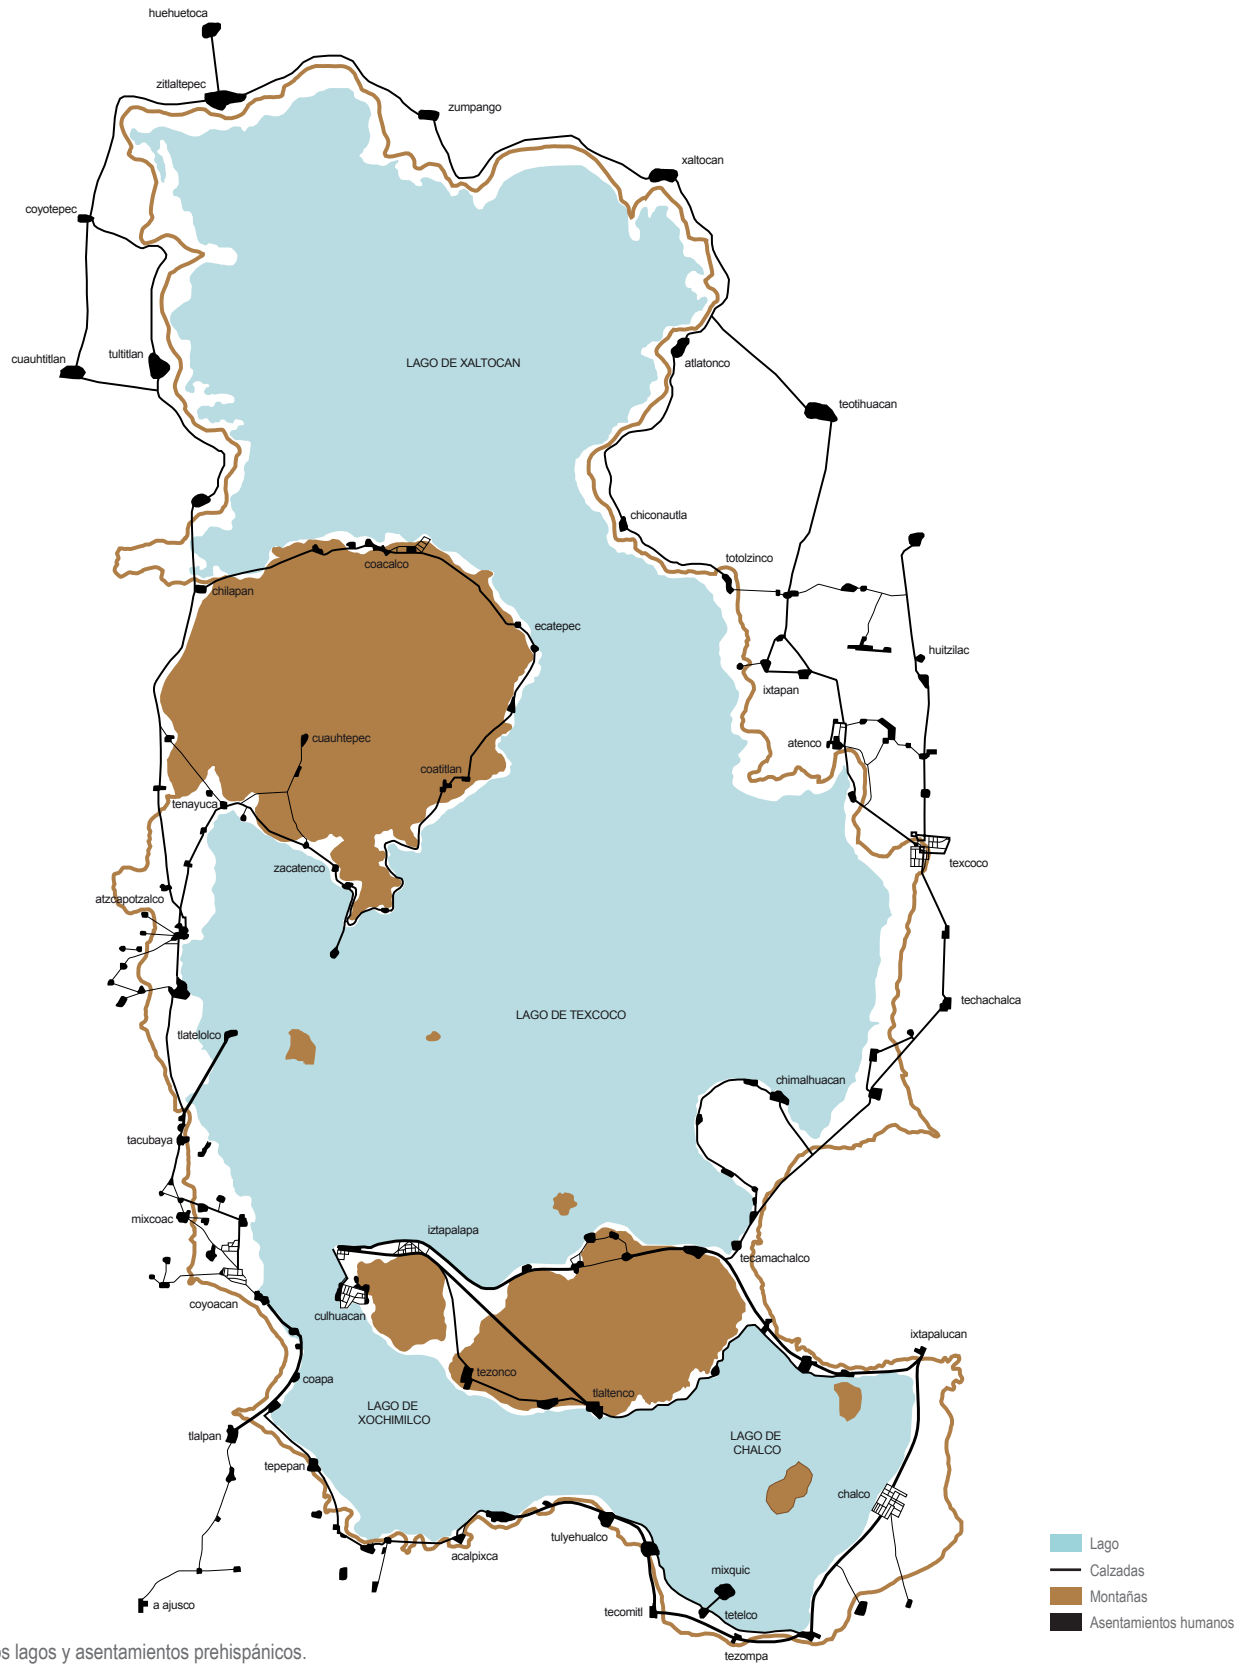 huehuetoca
zitlaltepec
zumpango
xaltocan
coyotepec
cuauhtitlan
tultitlan
LAGO DE XALTOCAN
atlatonco
teotihuacan
chiconautla
totolzinco
coacalco
chilapan
ecatepec
huitzilac
ixtapan
cuauhtepec
atenco
coatitlan
tenayuca
zacatenco
texcoco
atzcapotzalco
techachalca
LAGO DE TEXCOCO
tlatelolco
chimalhuacan
tacubaya
mixcoac
iztapalapa
tecamachalco
coyoacan
culhuacan
ixtapalucan
tezonco
coapa
tlaltenco
LAGO DE
XOCHIMILCO
tlalpan
LAGO DE
CHALCO
tepepan
chalco
tulyehualco
acalpixca
mixquic
a ajusco
tecomitl
tetelco
tezompa
Lago
Calzadas
Montañas
Asentamientos humanos
os lagos y asentamientos prehispánicos.